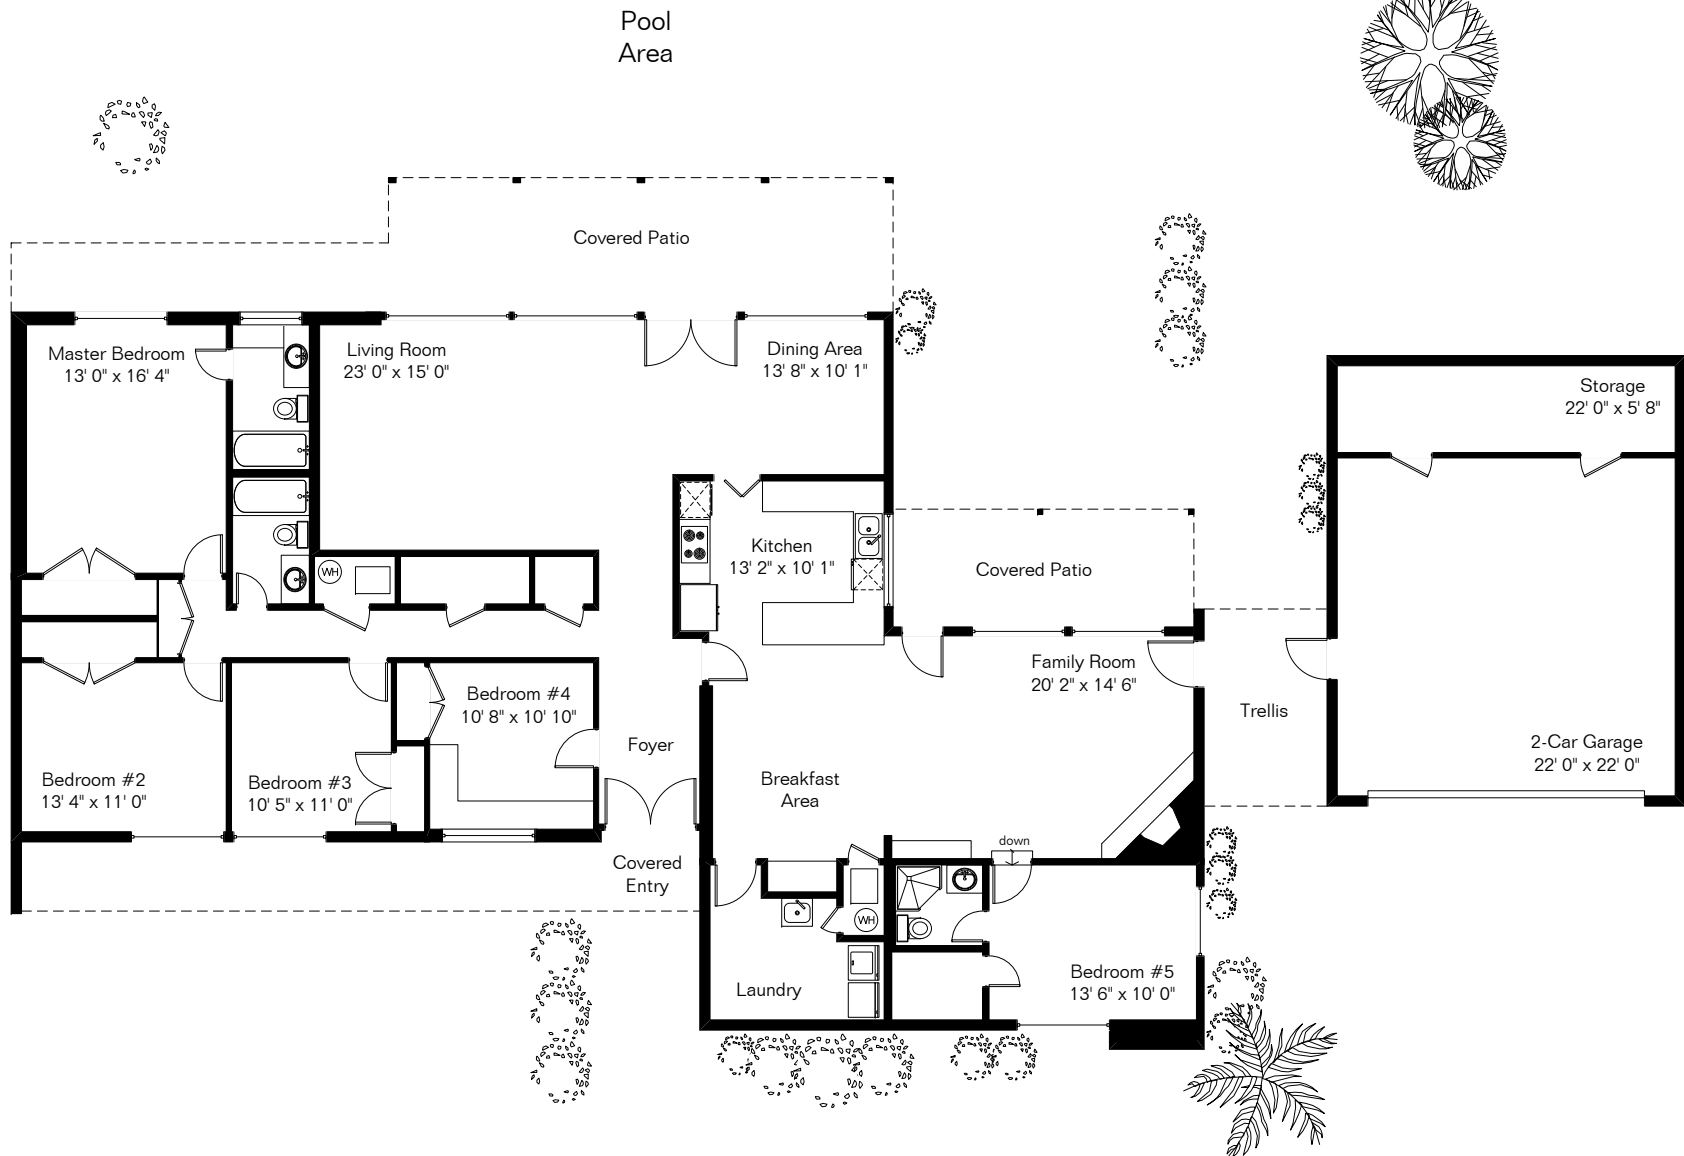 Pool
Area
Covered Patio
Master Bedroom
13' 0" x 16' 4"
Living Room
23' 0" x 15' 0"
Dining Area
13' 8" x 10' 1"
Storage
22' 0" x 5' 8"
WH
Kitchen
13' 2" x 10' 1"
Covered Patio
Family Room
20' 2" x 14' 6"
Bedroom #4
10' 8" x 10' 10"
Trellis
Foyer
2-Car Garage
22' 0" x 22' 0"
Bedroom #2
13' 4" x 11' 0"
Bedroom #3
10' 5" x 11' 0"
Breakfast
Area
down
Covered
Entry
WH
Laundry
Bedroom #5
13' 6" x 10' 0"